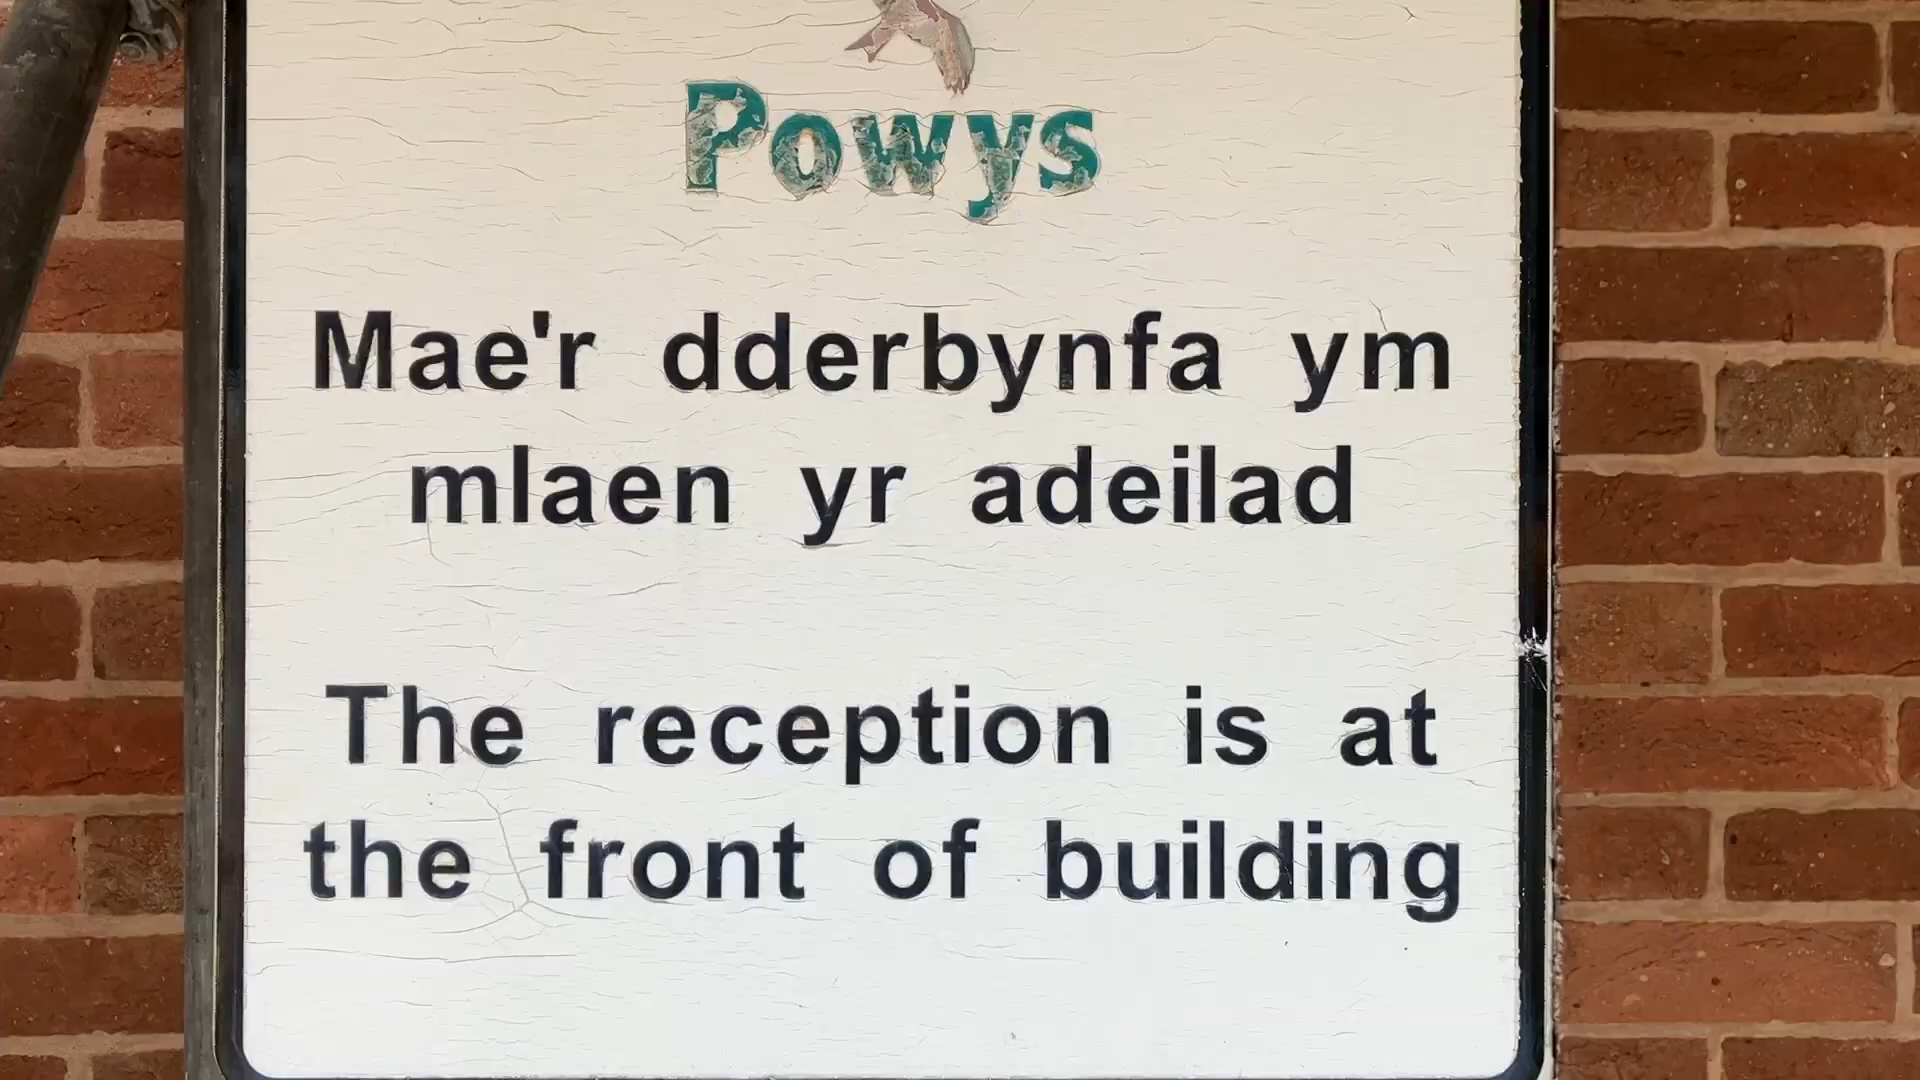 Powys
Mae'r dderbynfa ym
mlaen yr adeilad
The reception is at
the front of building